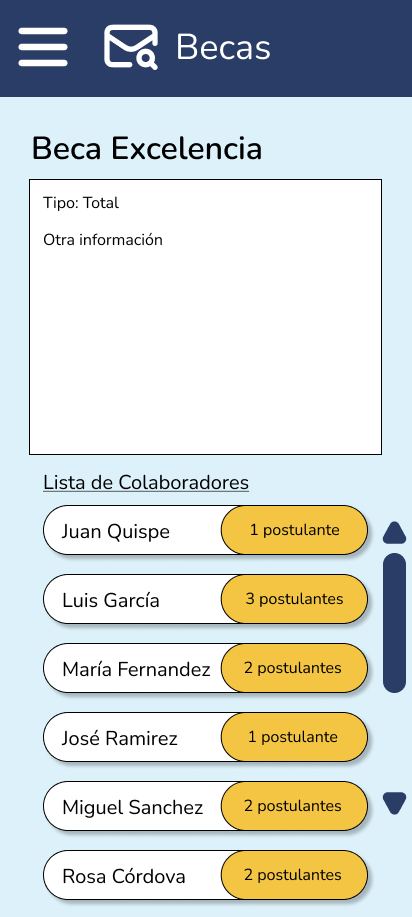 Becas
Beca Excelencia
Tipo: Total
Otra información
Lista de Colaboradores
Juan Quispe 1 postulante
Luis García 3 postulantes
María Fernandez 2 postulantes
José Ramirez 1 postulante
Miguel Sanchez 2 postulantes
Rosa Córdova 2 postulantes